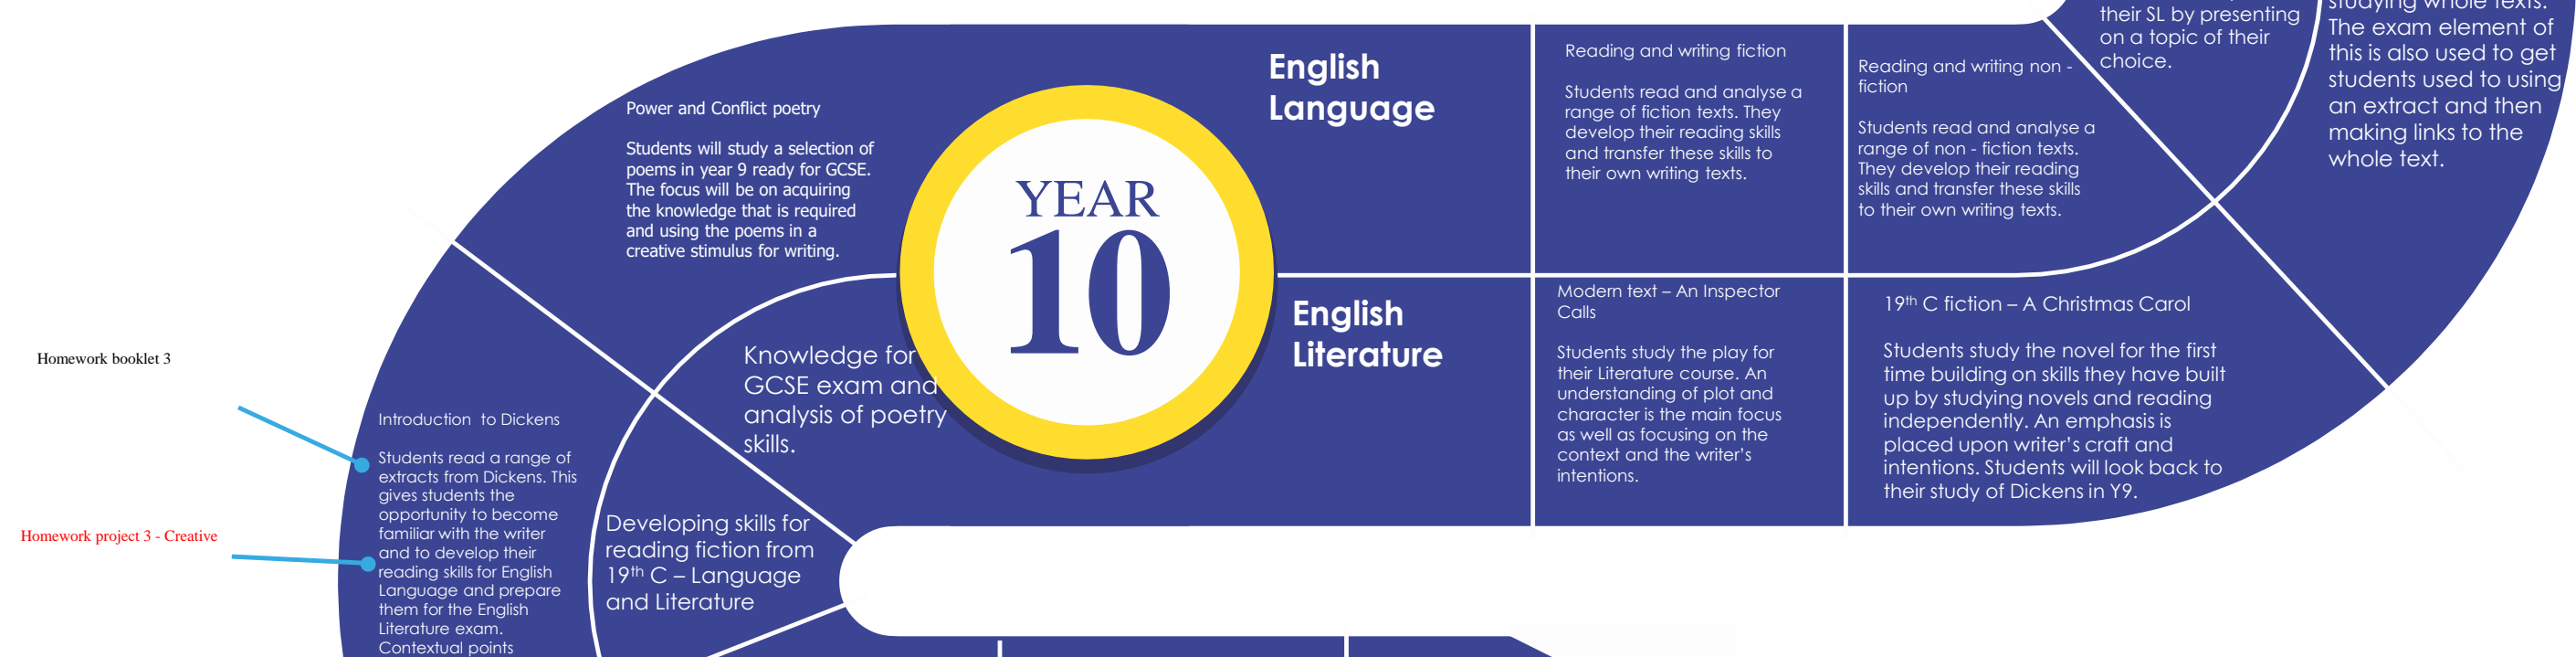 their SL by presenting
on a topic of their
choice.
studying whole texts.
The exam element of
this is also used to get
students used to using
an extract and then
making links to the
whole text.
English
Language
Reading and writing fiction
Students read and analyse a
range of fiction texts. They
develop their reading skills
and transfer these skills to
their own writing texts.
Reading and writing non -
fiction
Students read and analyse a
range of non - fiction texts.
They develop their reading
skills and transfer these skills
to their own writing texts.
Power and Conflict poetry
Students will study a selection of
poems in year 9 ready for GCSE.
The focus will be on acquiring
the knowledge that is required
and using the poems in a
creative stimulus for writing.
YEAR
10
English
Literature
Modern text – An Inspector
Calls
Students study the play for
their Literature course. An
understanding of plot and
character is the main focus
as well as focusing on the
context and the writer's
intentions.
19th C fiction – A Christmas Carol
Students study the novel for the first
time building on skills they have built
up by studying novels and reading
independently. An emphasis is
placed upon writer's craft and
intentions. Students will look back to
their study of Dickens in Y9.
Knowledge for
GCSE exam and
analysis of poetry
skills.
Homework booklet 3
Homework project 3 - Creative
Introduction to Dickens
Students read a range of
extracts from Dickens. This
gives students the
opportunity to become
familiar with the writer
and to develop their
reading skills for English
Language and prepare
them for the English
Literature exam.
Contextual points
Developing skills for
reading fiction from
19th C – Language
and Literature